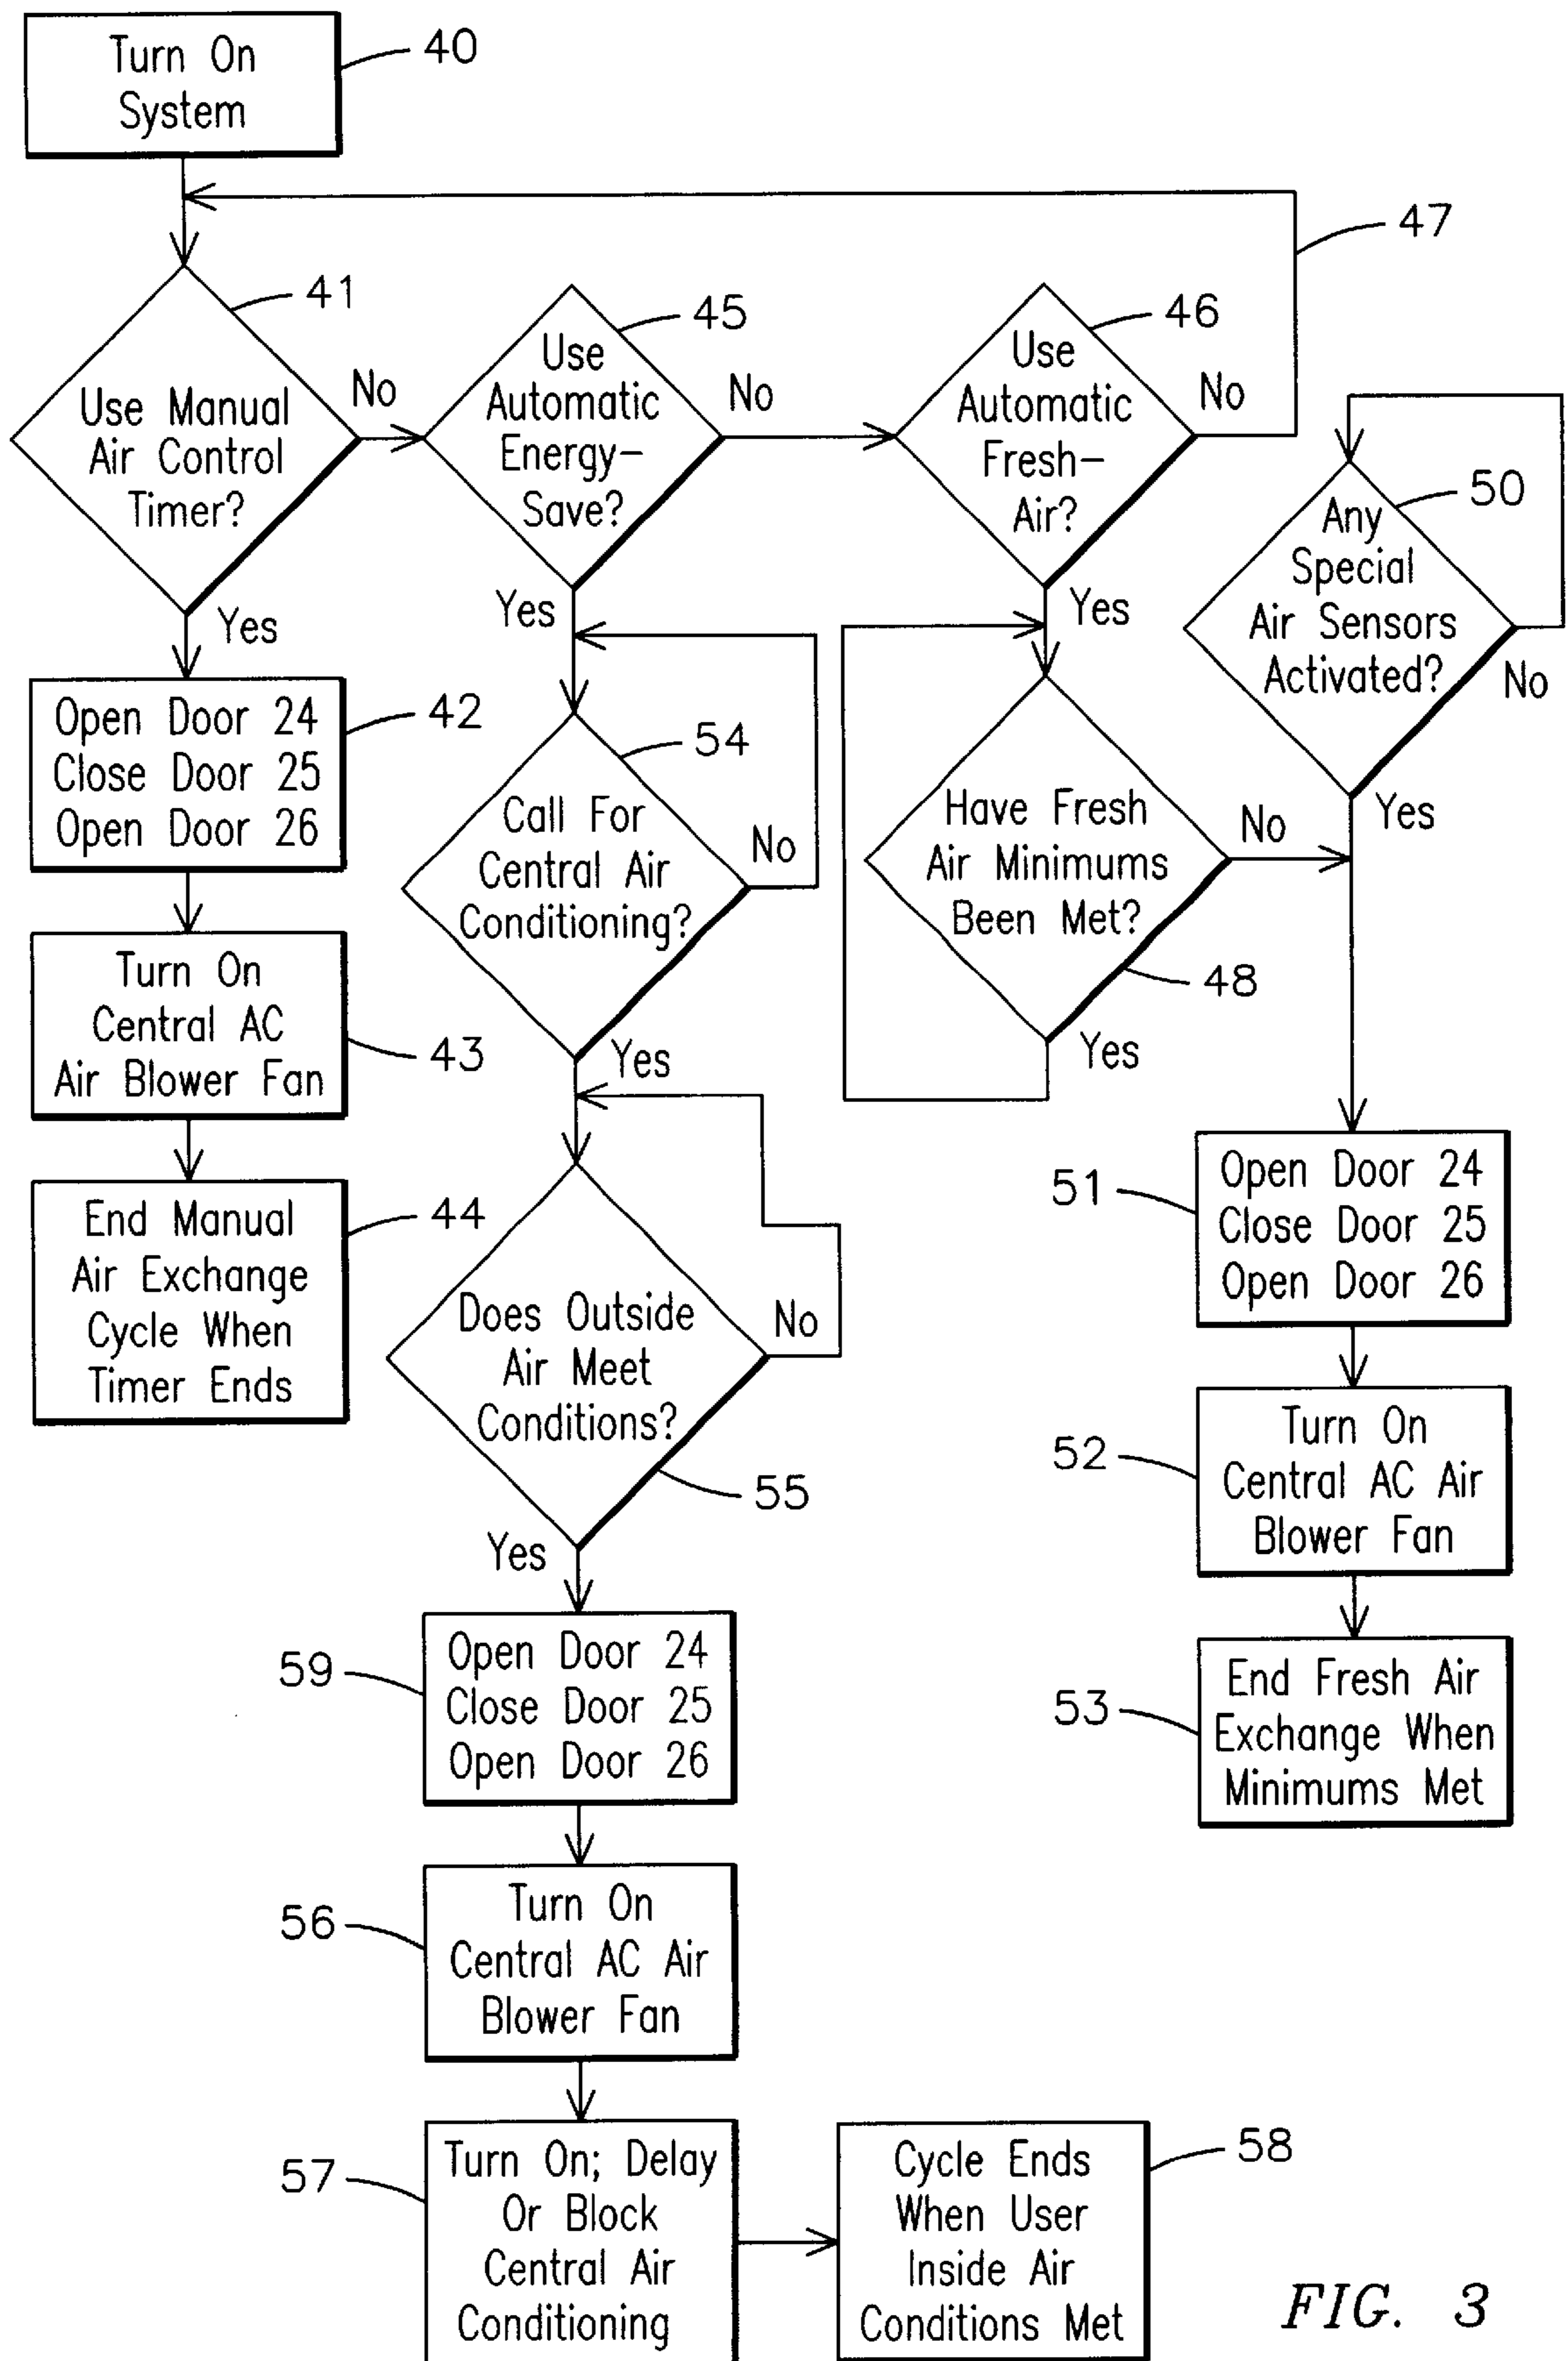 Turn On
System
40
47
41
Use Manual
Air Control
Timer?
No
Yes
45
Use
Automatic
Energy-
Save?
No
Yes
46
Use
Automatic
Fresh-
Air?
No
Yes
50
Any
Special
Air Sensors
Activated?
No
Yes
Open Door 24
Close Door 25
Open Door 26
42
54
Call For
Central Air
Conditioning?
No
Yes
Have Fresh
Air Minimums
Been Met?
No
48
Yes
Turn On
Central AC
Air Blower Fan
43
End Manual
Air Exchange
Cycle When
Timer Ends
44
Does Outside
Air Meet
Conditions?
No
55
Yes
51
Open Door 24
Close Door 25
Open Door 26
52
Turn On
Central AC Air
Blower Fan
53
End Fresh Air
Exchange When
Minimums Met
59
Open Door 24
Close Door 25
Open Door 26
56
Turn On
Central AC Air
Blower Fan
57
Turn On; Delay
Or Block
Central Air
Conditioning
58
Cycle Ends
When User
Inside Air
Conditions Met
FIG. 3